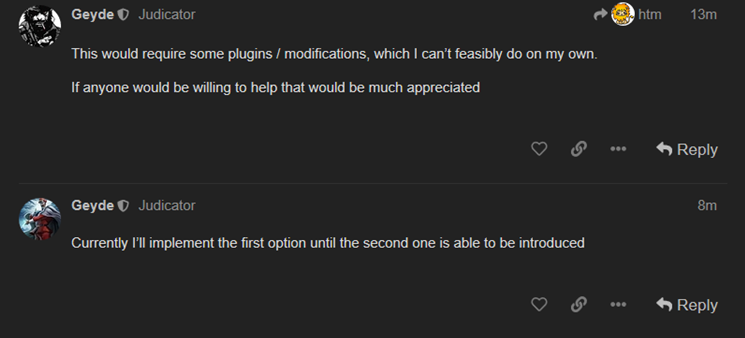 Geyde Judicator htm 13m
This would require some plugins / modifications, which I can’t feasibly do on my own.
If anyone would be willing to help that would be much appreciated
Reply
Geyde Judicator 8m
Currently I’ll implement the first option until the second one is able to be introduced
Reply